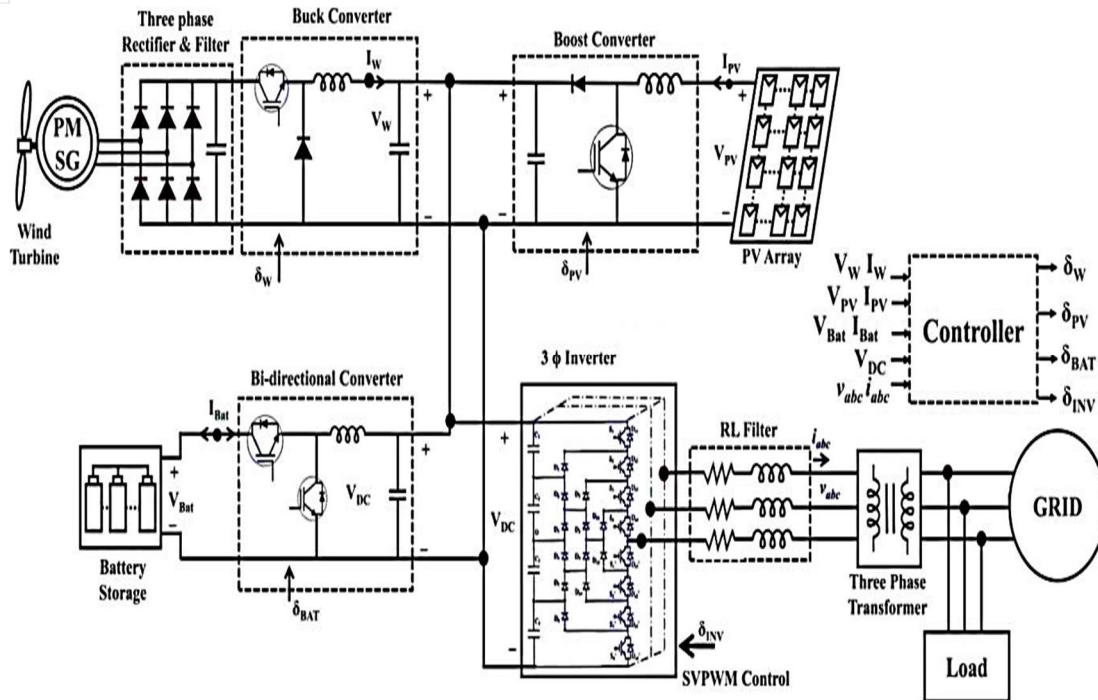 Three phase
Rectifier & Filter
Buck Converter
Boost Converter
I_W
I_PV
PM
SG
V_W
V_PV
+
+
+
−
−
−
Wind
Turbine
δ_W
δ_PV
PV Array
V_W I_W
V_PV I_PV
V_Bat I_Bat
V_DC
v_abc i_abc
Controller
δ_W
δ_PV
δ_BAT
δ_INV
Bi-directional Converter
3 ϕ Inverter
I_Bat
RL Filter
i_abc
v_abc
+
V_Bat
−
+
V_DC
−
+
V_DC
−
GRID
Battery
Storage
δ_BAT
Three Phase
Transformer
δ_INV
SVPWM Control
Load